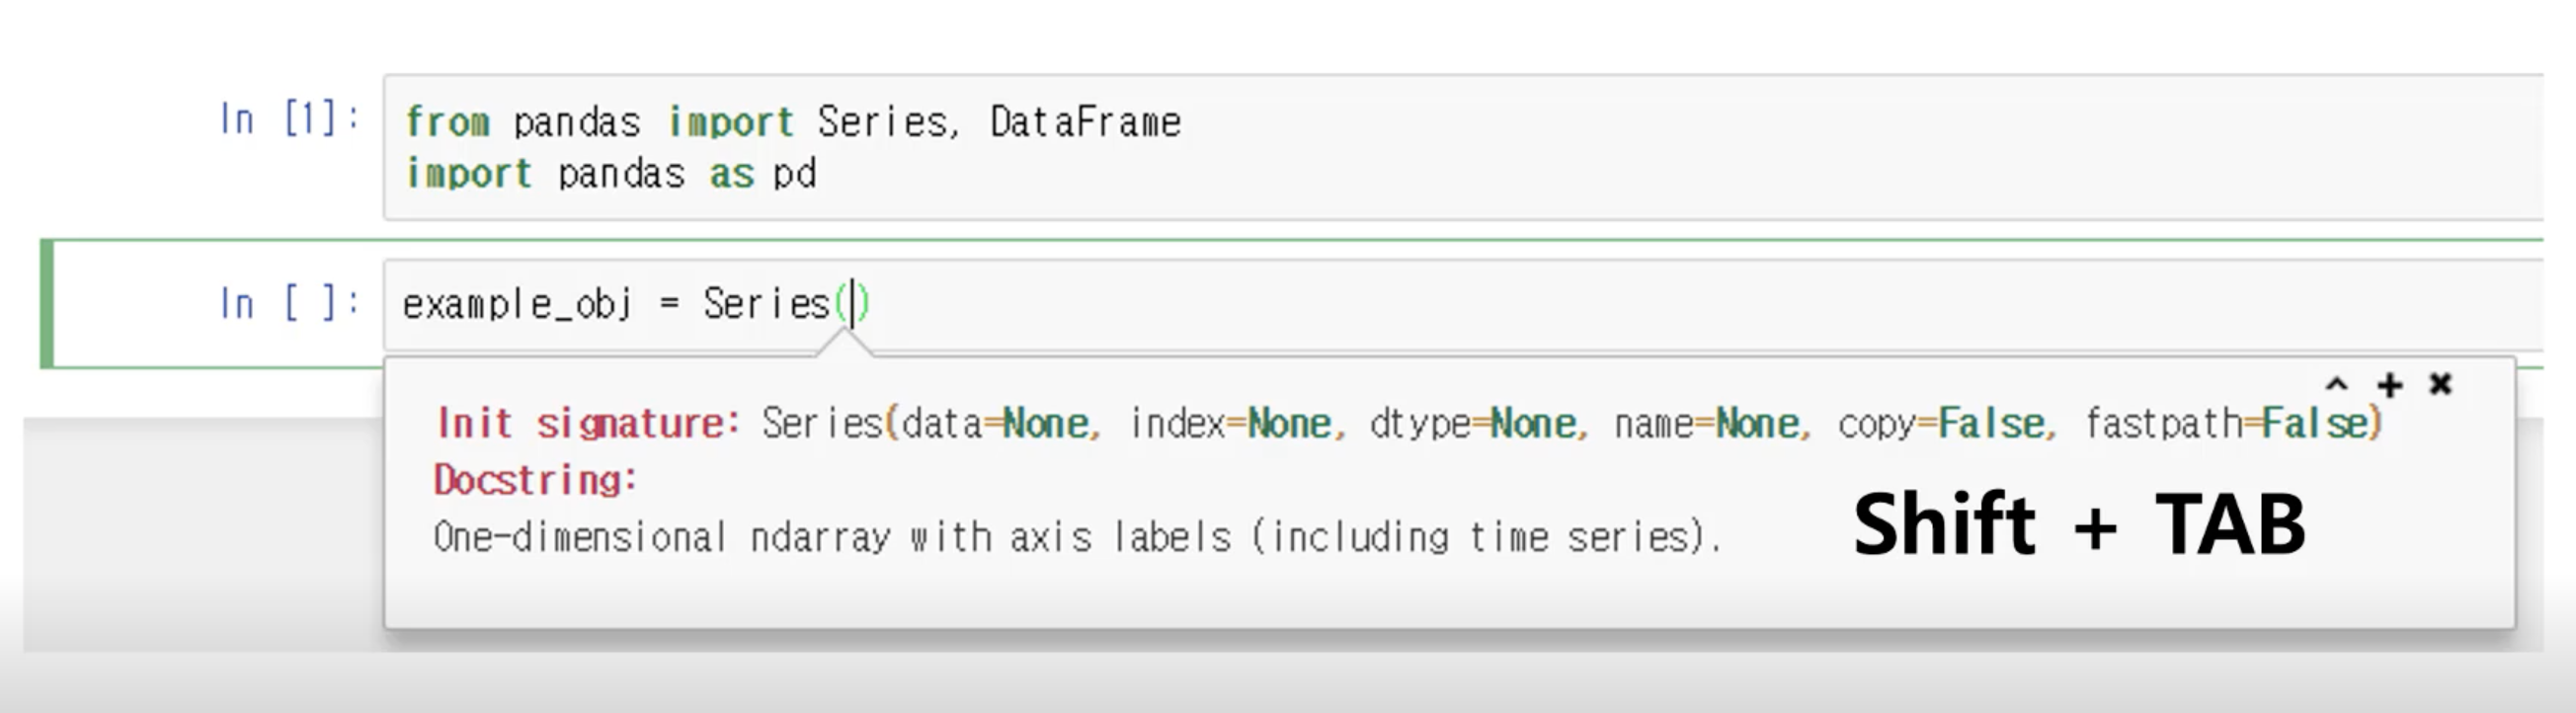 In [1]:
from pandas import Series, DataFrame
import pandas as pd
In [ ]:
example_obj = Series()
Init signature: Series(data=None, index=None, dtype=None, name=None, copy=False, fastpath=False)
Docstring:
One-dimensional ndarray with axis labels (including time series).
Shift + TAB